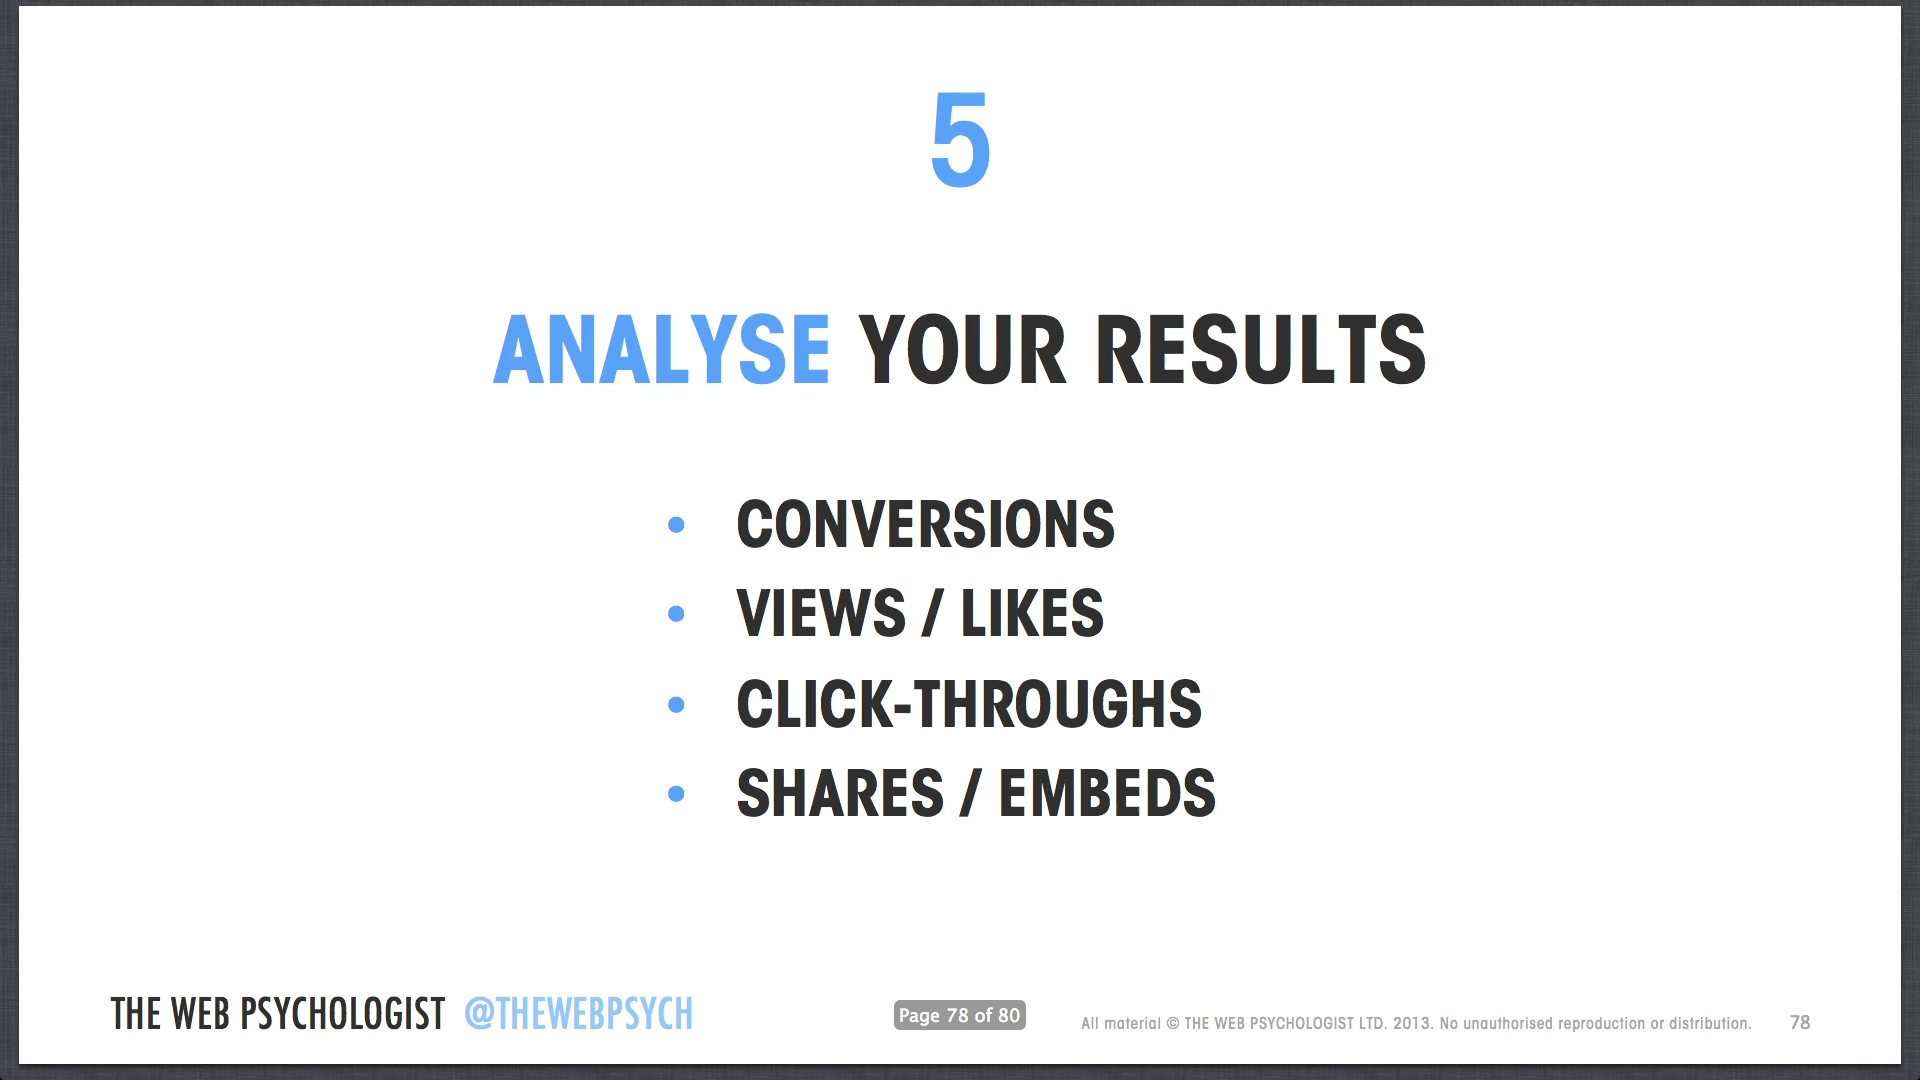 5
ANALYSE YOUR RESULTS
• CONVERSIONS
• VIEWS / LIKES
• CLICK-THROUGHS
• SHARES / EMBEDS
THE WEB PSYCHOLOGIST @THEWEBPSYCH
Page 78 of 80
All material © THE WEB PSYCHOLOGIST LTD. 2013. No unauthorised reproduction or distribution. 78